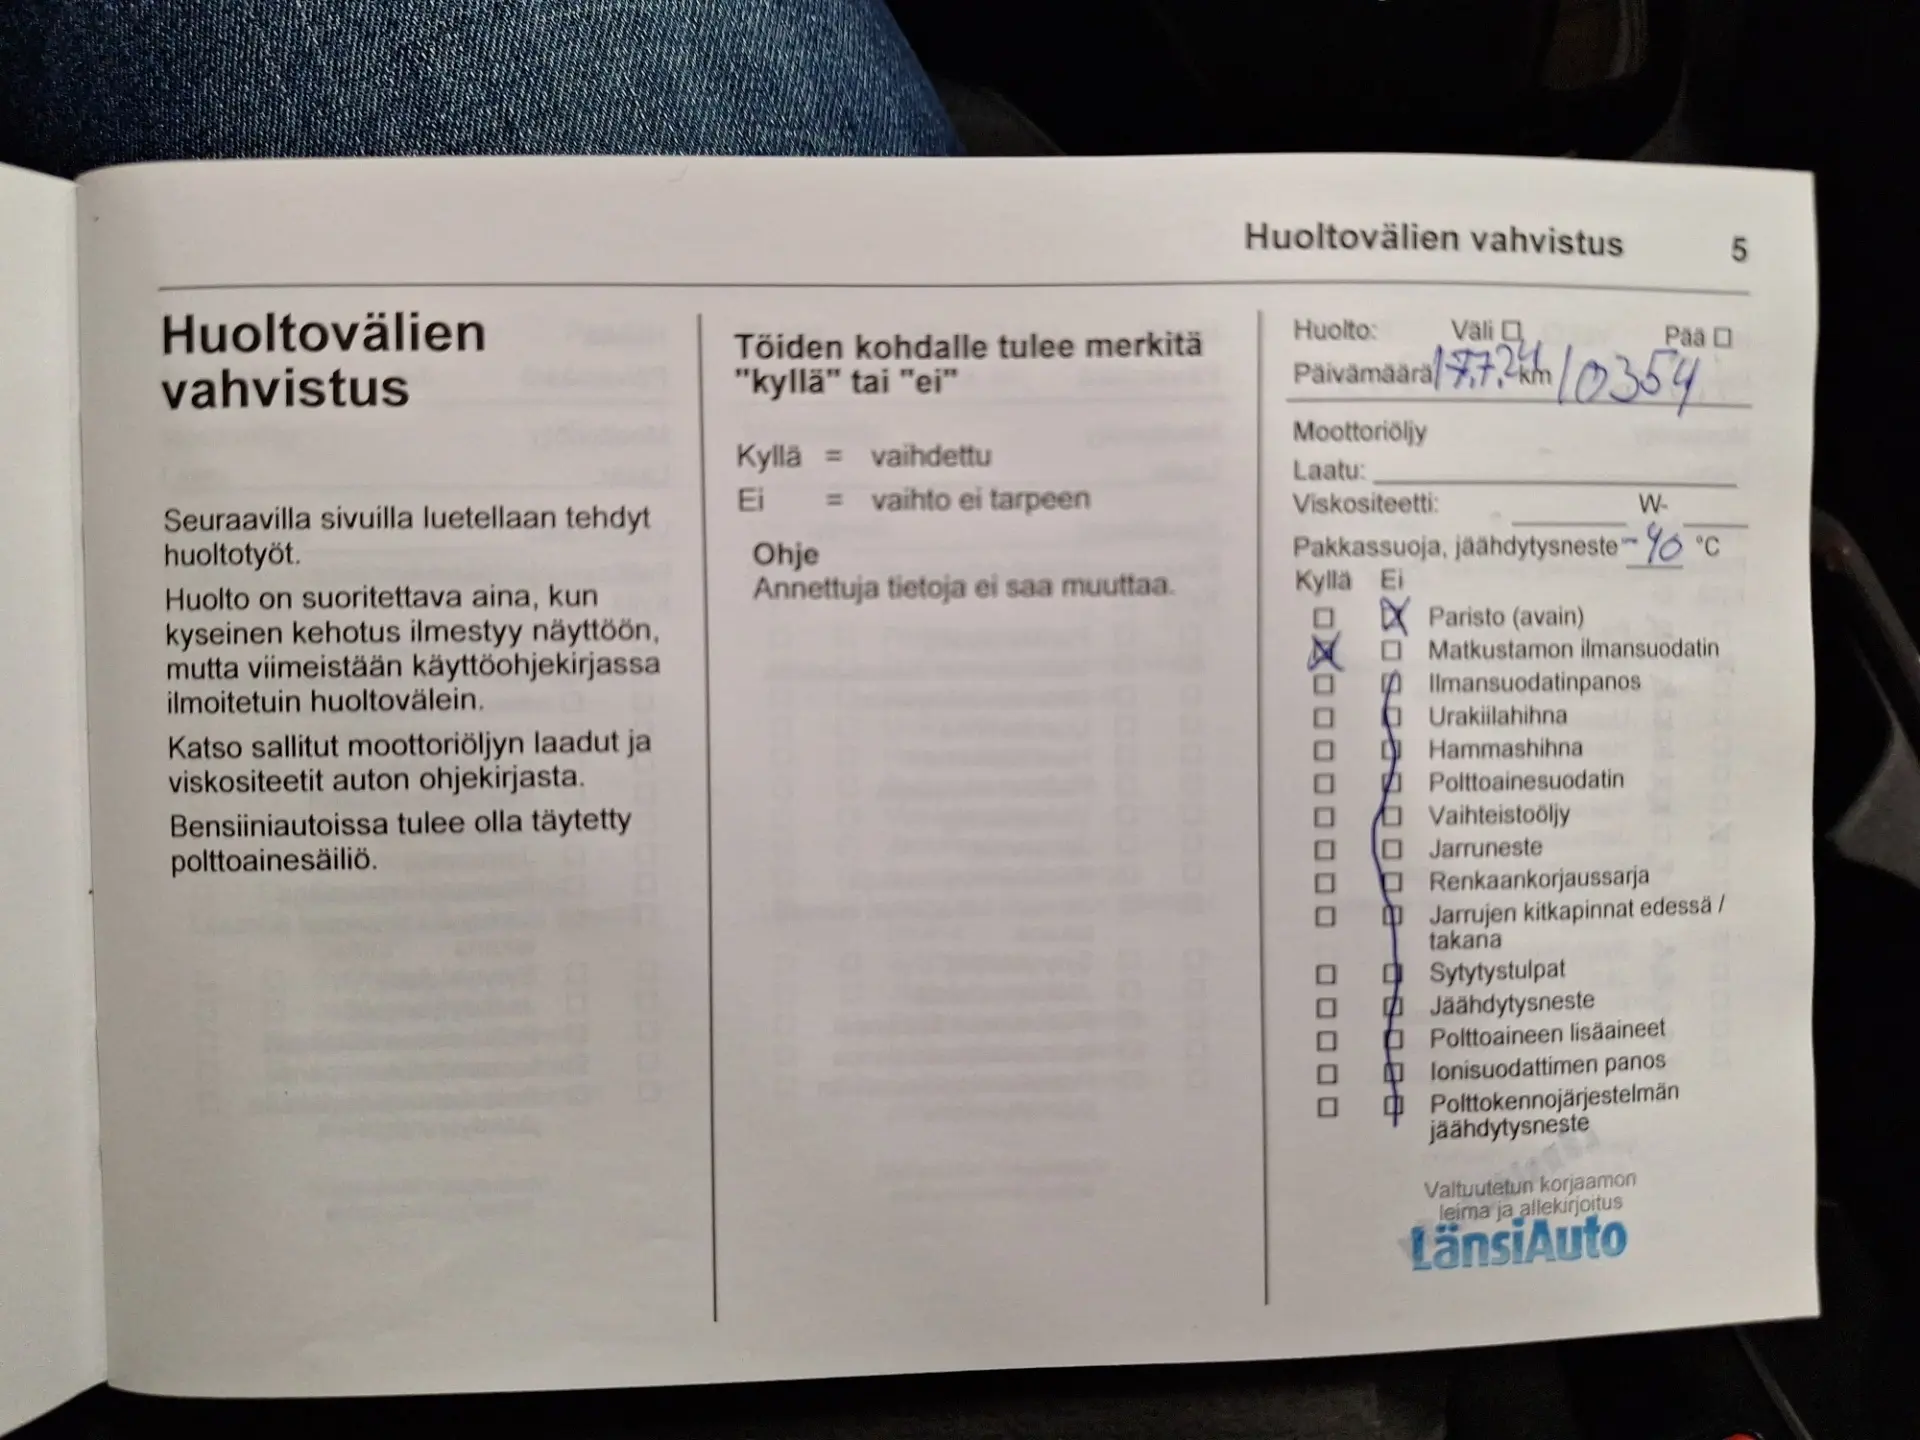 Huoltovälien vahvistus 5
Huoltovälien
vahvistus
Seuraavilla sivuilla luetellaan tehdyt
huoltotyöt.
Huolto on suoritettava aina, kun
kyseinen kehotus ilmestyy näyttöön,
mutta viimeistään käyttöohjekirjassa
ilmoitetuin huoltovälein.
Katso sallitut moottoriöljyn laadut ja
viskositeetit auton ohjekirjasta.
Bensiiniautoissa tulee olla täytetty
polttoainesäiliö.
Töiden kohdalle tulee merkitä
"kyllä" tai "ei"
Kyllä = vaihdettu
Ei = vaihto ei tarpeen
Ohje
Annettuja tietoja ei saa muuttaa.
Huolto: Väli Pää
Päivämäärä 17.7.24 km 10354
Moottoriöljy
Laatu:
Viskositeetti: W-
Pakkassuoja, jäähdytysneste -40 °C
Kyllä Ei
Paristo (avain)
Matkustamon ilmansuodatin
Ilmansuodatinpanos
Urakiilahihna
Hammashihna
Polttoainesuodatin
Vaihteistoöljy
Jarruneste
Renkaankorjaussarja
Jarrujen kitkapinnat edessä /
takana
Sytytystulpat
Jäähdytysneste
Polttoaineen lisäaineet
Ionisuodattimen panos
Polttokennojärjestelmän
jäähdytysneste
Valtuutetun korjaamon
leima ja allekirjoitus
LänsiAuto